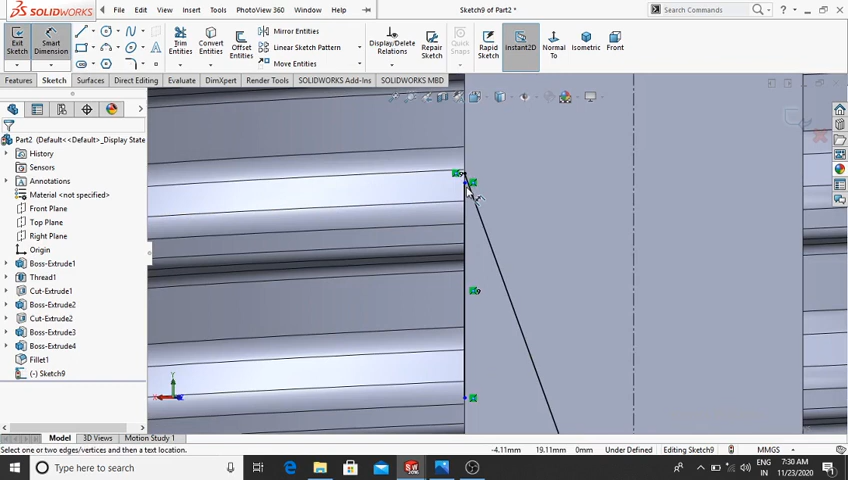 SOLIDWORKS
File
Edit
View
Insert
Tools
PhotoView 360
Window
Help
Sketch9 of Part2 *
Search Commands
?
Exit Sketch
Smart Dimension
Trim Entities
Convert Entities
Offset Entities
Mirror Entities
Linear Sketch Pattern
Move Entities
Display/Delete Relations
Repair Sketch
Quick Snaps
Rapid Sketch
Instant2D
Normal To
Isometric
Front
Features
Sketch
Surfaces
Direct Editing
Evaluate
DimXpert
Render Tools
SOLIDWORKS Add-Ins
SOLIDWORKS MBD
Part2 (Default<<Default>_Display State
History
Sensors
Annotations
Material <not specified>
Front Plane
Top Plane
Right Plane
Origin
Boss-Extrude1
Thread1
Cut-Extrude1
Boss-Extrude2
Cut-Extrude2
Boss-Extrude3
Boss-Extrude4
Fillet1
(-) Sketch9
Y
Model
3D Views
Motion Study 1
Select one or two edges/vertices and then a text location.
-4.11mm
19.11mm
0mm
Under Defined
Editing Sketch9
MMGS
Type here to search
ENG
IN
7:30 AM
11/23/2020